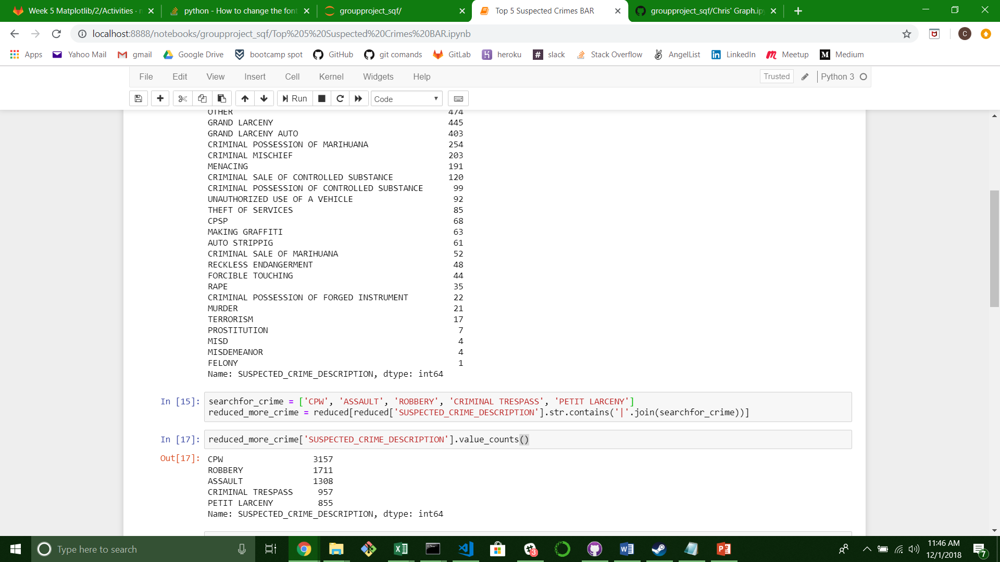 Week 5 Matplotlib/2/Activities · n
python - How to change the font
groupproject_sqf/
Top 5 Suspected Crimes BAR
groupproject_sqf/Chris' Graph.ip
localhost:8888/notebooks/groupproject_sqf/Top%205%20Suspected%20Crimes%20BAR.ipynb
C
Apps Yahoo Mail gmail Google Drive bootcamp spot GitHub git comands GitLab heroku slack Stack Overflow AngelList LinkedIn Meetup Medium
File Edit View Insert Cell Kernel Widgets Help Trusted Python 3
Run Code
OTHER 474
GRAND LARCENY 445
GRAND LARCENY AUTO 403
CRIMINAL POSSESSION OF MARIHUANA 254
CRIMINAL MISCHIEF 203
MENACING 191
CRIMINAL SALE OF CONTROLLED SUBSTANCE 120
CRIMINAL POSSESSION OF CONTROLLED SUBSTANCE 99
UNAUTHORIZED USE OF A VEHICLE 92
THEFT OF SERVICES 85
CPSP 68
MAKING GRAFFITI 63
AUTO STRIPPIG 61
CRIMINAL SALE OF MARIHUANA 52
RECKLESS ENDANGERMENT 48
FORCIBLE TOUCHING 44
RAPE 35
CRIMINAL POSSESSION OF FORGED INSTRUMENT 22
MURDER 21
TERRORISM 17
PROSTITUTION 7
MISD 4
MISDEMEANOR 4
FELONY 1
Name: SUSPECTED_CRIME_DESCRIPTION, dtype: int64
In [15]: searchfor_crime = ['CPW', 'ASSAULT', 'ROBBERY', 'CRIMINAL TRESPASS', 'PETIT LARCENY']
reduced_more_crime = reduced[reduced['SUSPECTED_CRIME_DESCRIPTION'].str.contains('|'.join(searchfor_crime))]
In [17]: reduced_more_crime['SUSPECTED_CRIME_DESCRIPTION'].value_counts()
Out[17]: CPW 3157
ROBBERY 1711
ASSAULT 1308
CRIMINAL TRESPASS 957
PETIT LARCENY 855
Name: SUSPECTED_CRIME_DESCRIPTION, dtype: int64
Type here to search
3
11:46 AM
12/1/2018
7